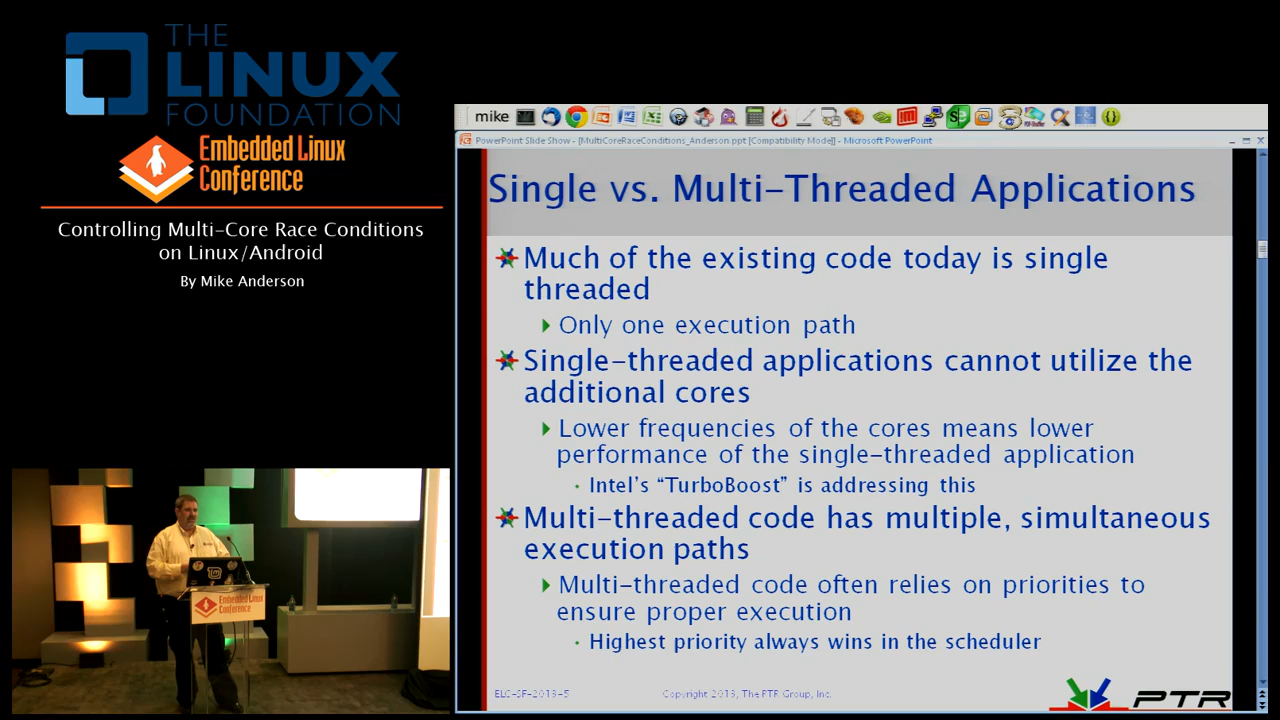 THE
LINUX
FOUNDATION
Embedded Linux
Conference
Controlling Multi-Core Race Conditions
on Linux/Android
By Mike Anderson
mike
PowerPoint Slide Show - [MultiCoreRaceConditions_Anderson.ppt [Compatibility Mode]] - Microsoft PowerPoint
Single vs. Multi-Threaded Applications
Much of the existing code today is single
threaded
Only one execution path
Single-threaded applications cannot utilize the
additional cores
Lower frequencies of the cores means lower
performance of the single-threaded application
Intel's “TurboBoost” is addressing this
Multi-threaded code has multiple, simultaneous
execution paths
Multi-threaded code often relies on priorities to
ensure proper execution
Highest priority always wins in the scheduler
ELC-SF-2013-5
Copyright 2013, The PTR Group, Inc.
PTR
Embedded Linux
Conference